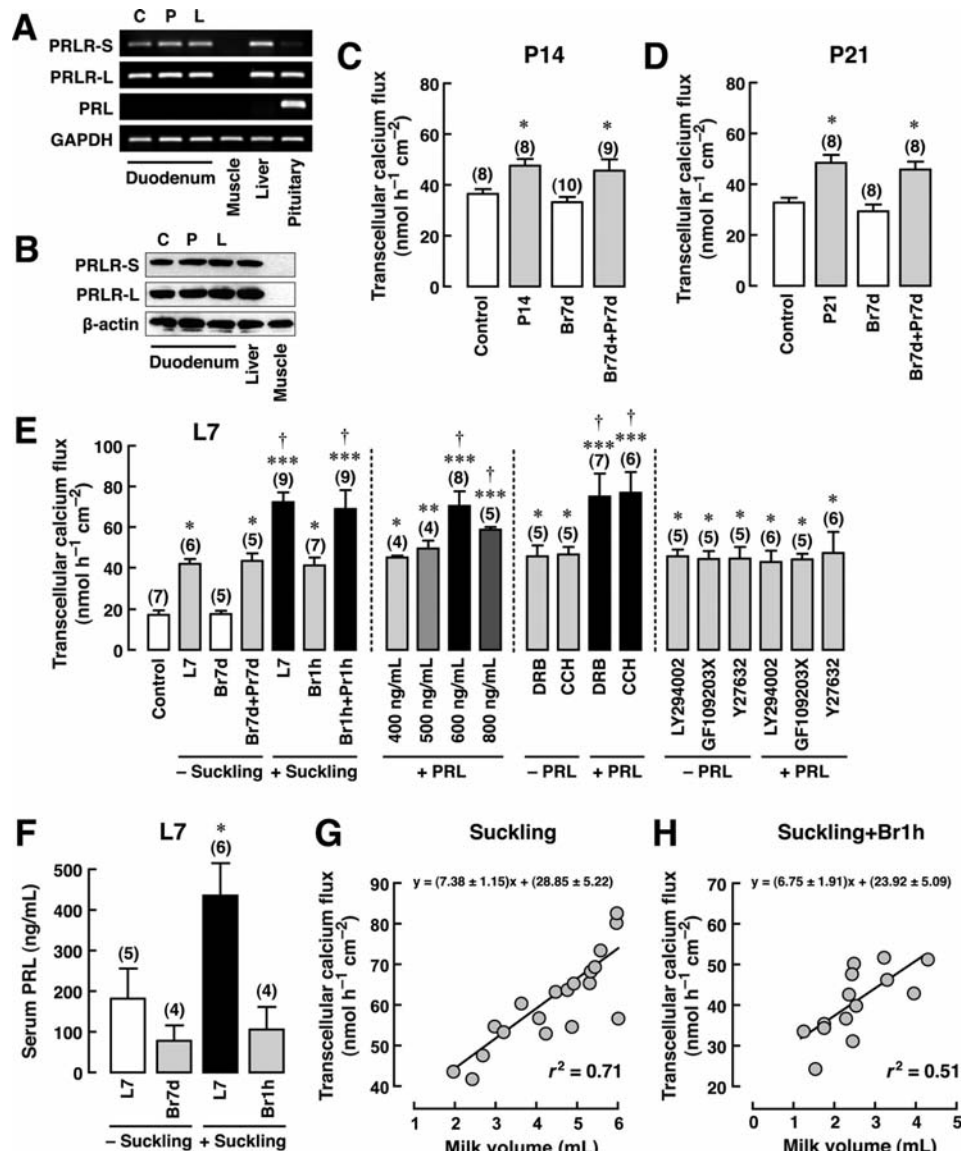 A
C P L
PRLR-S
PRLR-L
PRL
GAPDH
Duodenum
Muscle
Liver
Pituitary
B
C P L
PRLR-S
PRLR-L
β-actin
Duodenum
Liver
Muscle
C
P14
Transcellular calcium flux
(nmol h⁻¹ cm⁻²)
80
60
40
20
0
(8)
*
(8)
(10)
*
(9)
Control
P14
Br7d
Br7d+Pr7d
D
P21
Transcellular calcium flux
(nmol h⁻¹ cm⁻²)
80
60
40
20
0
(8)
*
(8)
(8)
*
(8)
Control
P21
Br7d
Br7d+Pr7d
E
L7
Transcellular calcium flux
(nmol h⁻¹ cm⁻²)
100
80
60
40
20
0
(7)
*
(6)
(5)
*
(5)
†
***
(9)
*
(7)
†
***
(9)
*
(4)
**
(4)
†
***
(8)
†
***
(5)
*
(5)
*
(5)
†
***
(7)
†
***
(6)
*
(5)
*
(5)
*
(5)
*
(6)
*
(5)
*
(6)
Control
L7
Br7d
Br7d+Pr7d
L7
Br1h
Br1h+Pr1h
400 ng/mL
500 ng/mL
600 ng/mL
800 ng/mL
DRB
CCH
DRB
CCH
LY294002
GF109203X
Y27632
LY294002
GF109203X
Y27632
– Suckling + Suckling + PRL – PRL + PRL – PRL + PRL
F
L7
Serum PRL (ng/mL)
500
400
300
200
100
0
(5)
(4)
*
(6)
(4)
L7
Br7d
L7
Br1h
– Suckling + Suckling
G
Suckling
y = (7.38 ± 1.15)x + (28.85 ± 5.22)
Transcellular calcium flux
(nmol h⁻¹ cm⁻²)
90
80
70
60
50
40
r² = 0.71
1 2 3 4 5 6
Milk volume (mL)
H
Suckling+Br1h
y = (6.75 ± 1.91)x + (23.92 ± 5.09)
Transcellular calcium flux
(nmol h⁻¹ cm⁻²)
70
60
50
40
30
20
r² = 0.51
0 1 2 3 4 5
Milk volume (mL)